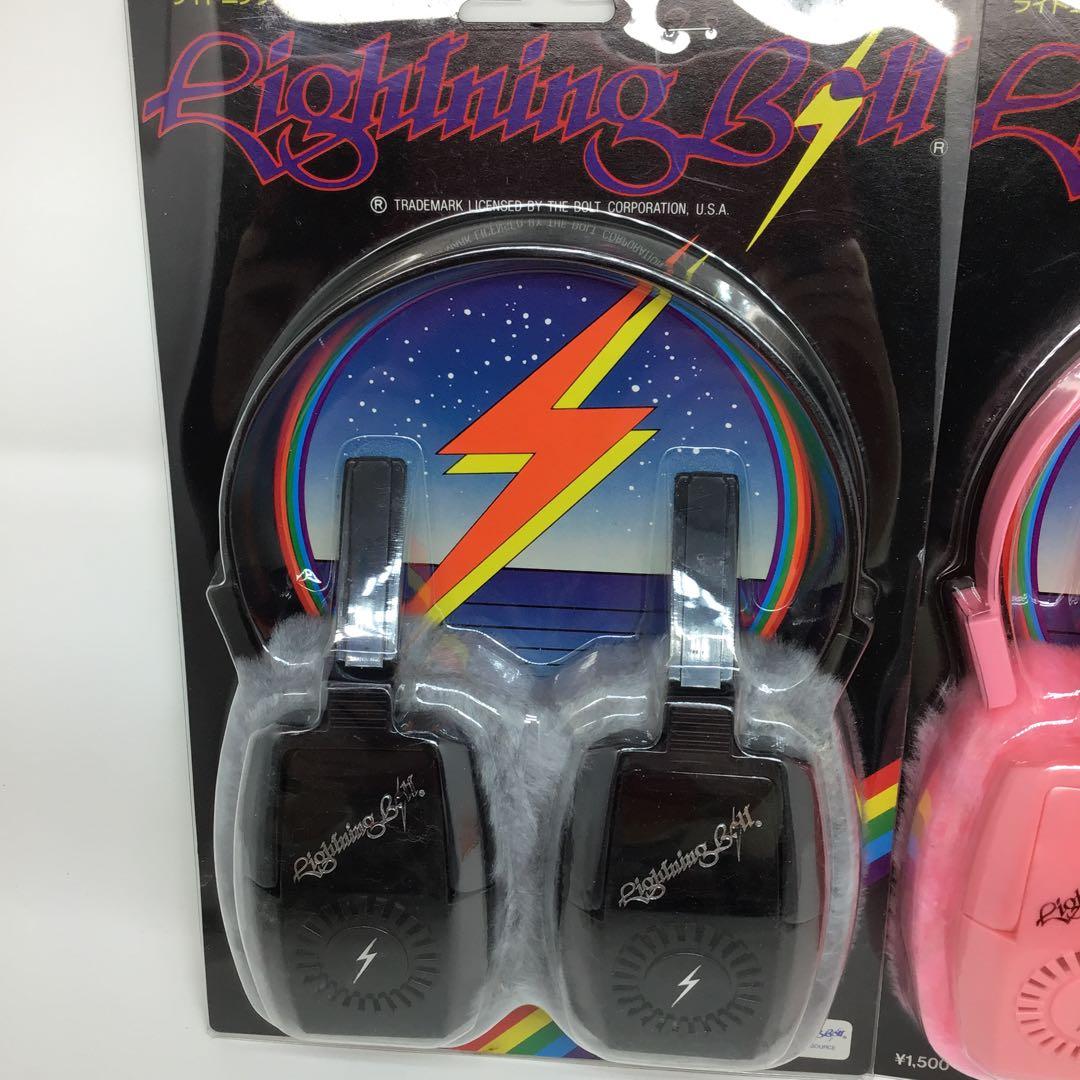 Lightning Bolt ®
® TRADEMARK LICENSED BY THE BOLT CORPORATION, U.S.A.
Lightning Bolt®
Lightning Bolt®
¥1,500